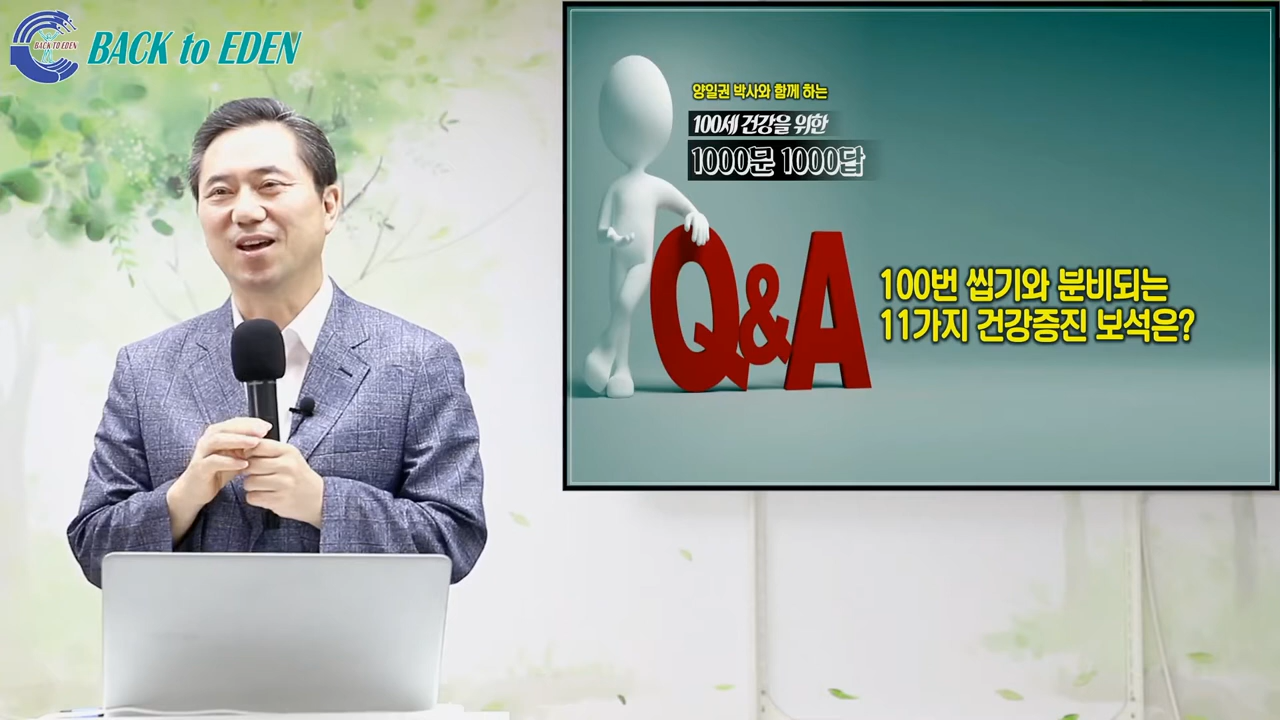 BACK TO EDEN
BACK to EDEN
양일권 박사와 함께 하는
100세 건강을 위한
1000문 1000답
Q&A
100번 씹기와 분비되는
11가지 건강증진 보석은?